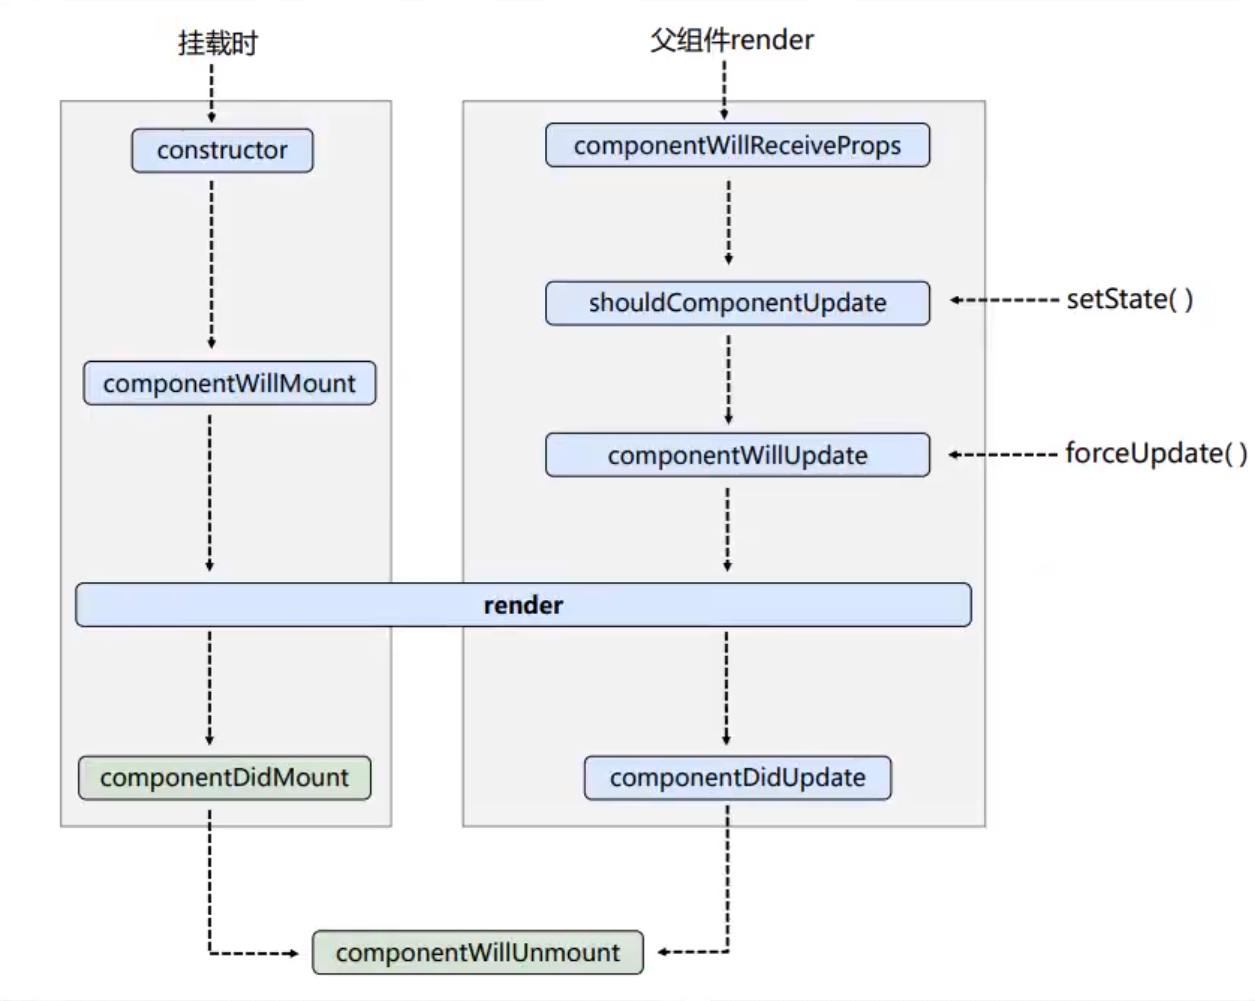 挂载时
constructor
componentWillMount
父组件render
componentWillReceiveProps
shouldComponentUpdate
setState( )
componentWillUpdate
forceUpdate( )
render
componentDidMount
componentDidUpdate
componentWillUnmount